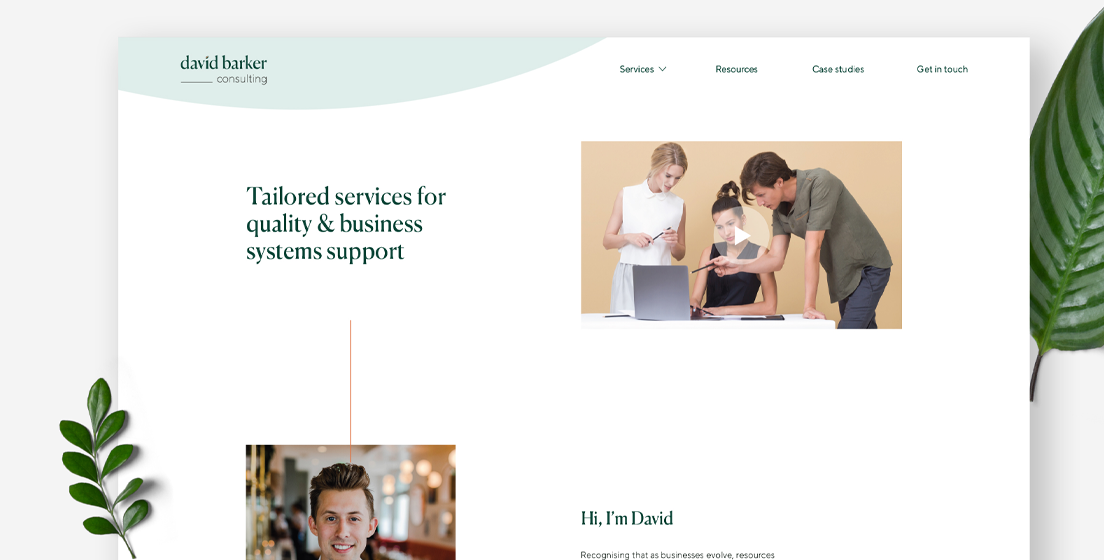 david barker
consulting
Services
Resources
Case studies
Get in touch
Tailored services for
quality & business
systems support
Hi, I'm David
Recognising that as businesses evolve, resources